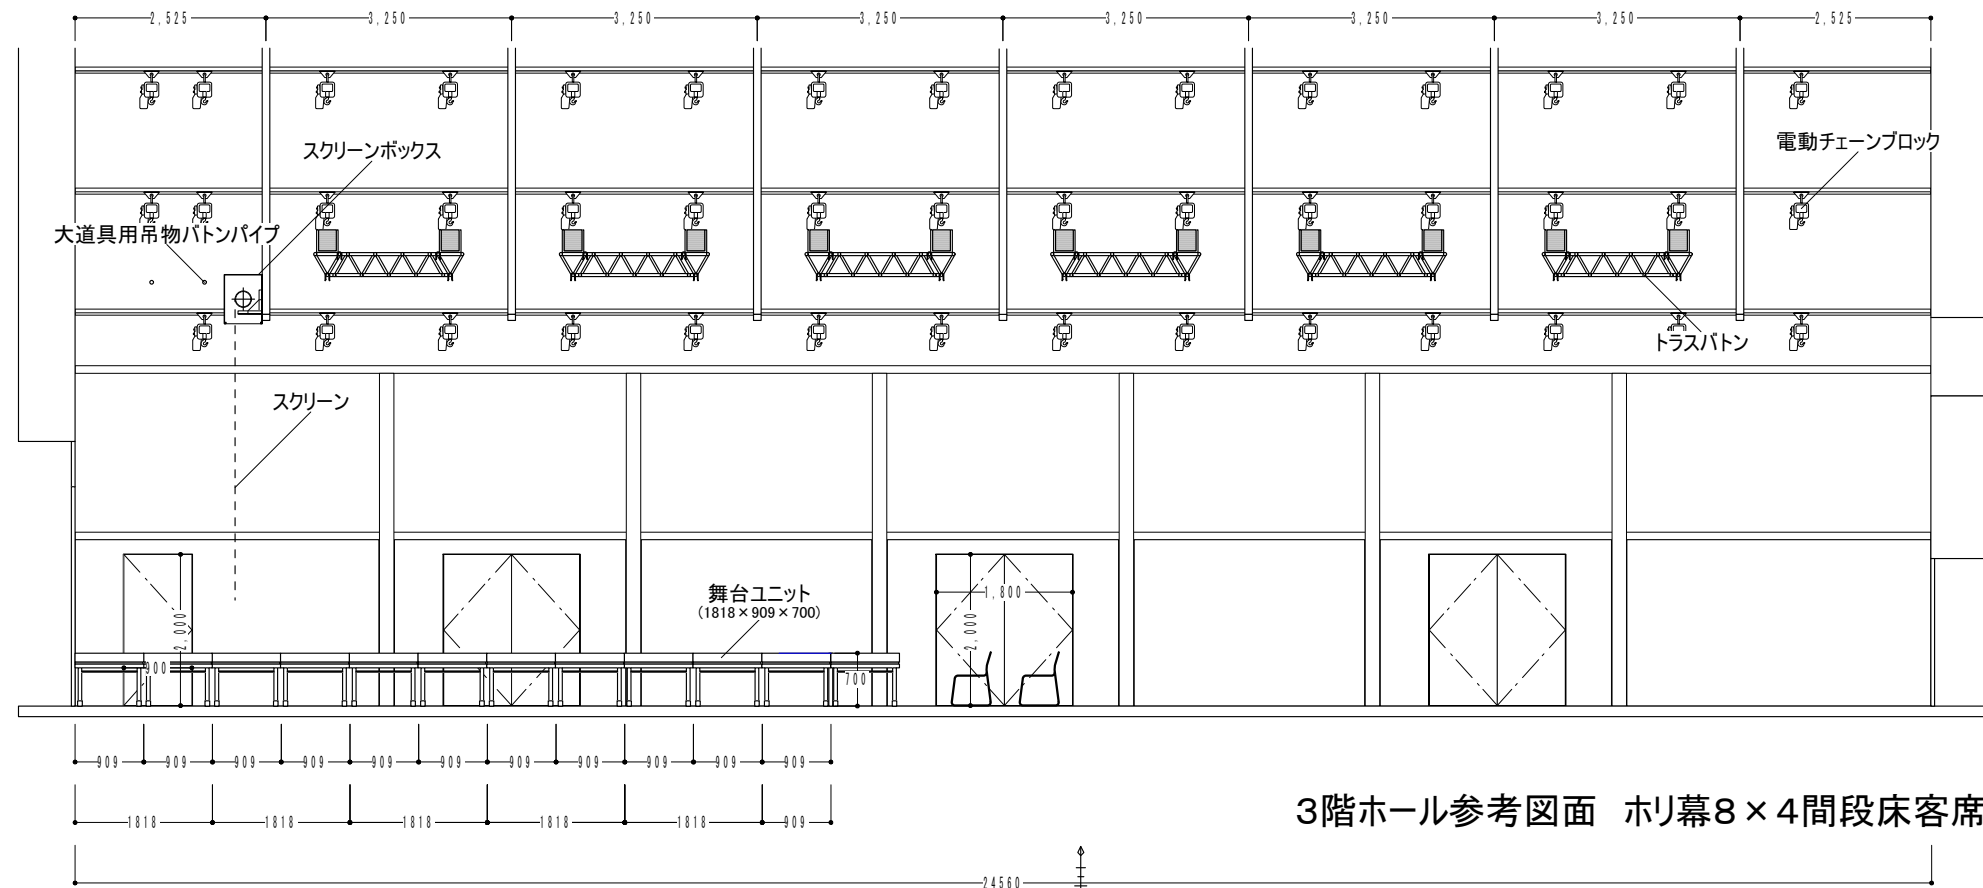 2,525 3,250 3,250 3,250 3,250 3,250 3,250 2,525
電動チェーンブロック
スクリーンボックス
大道具用吊物バトンパイプ
トラスバトン
スクリーン
舞台ユニット
(1818×909×700)
1,800
2,000
2,000
900
700
909 909 909 909 909 909 909 909 909 909 909
3階ホール参考図面 ホリ幕8×4間段床客席
1818 1818 1818 1818 1818 909
24560